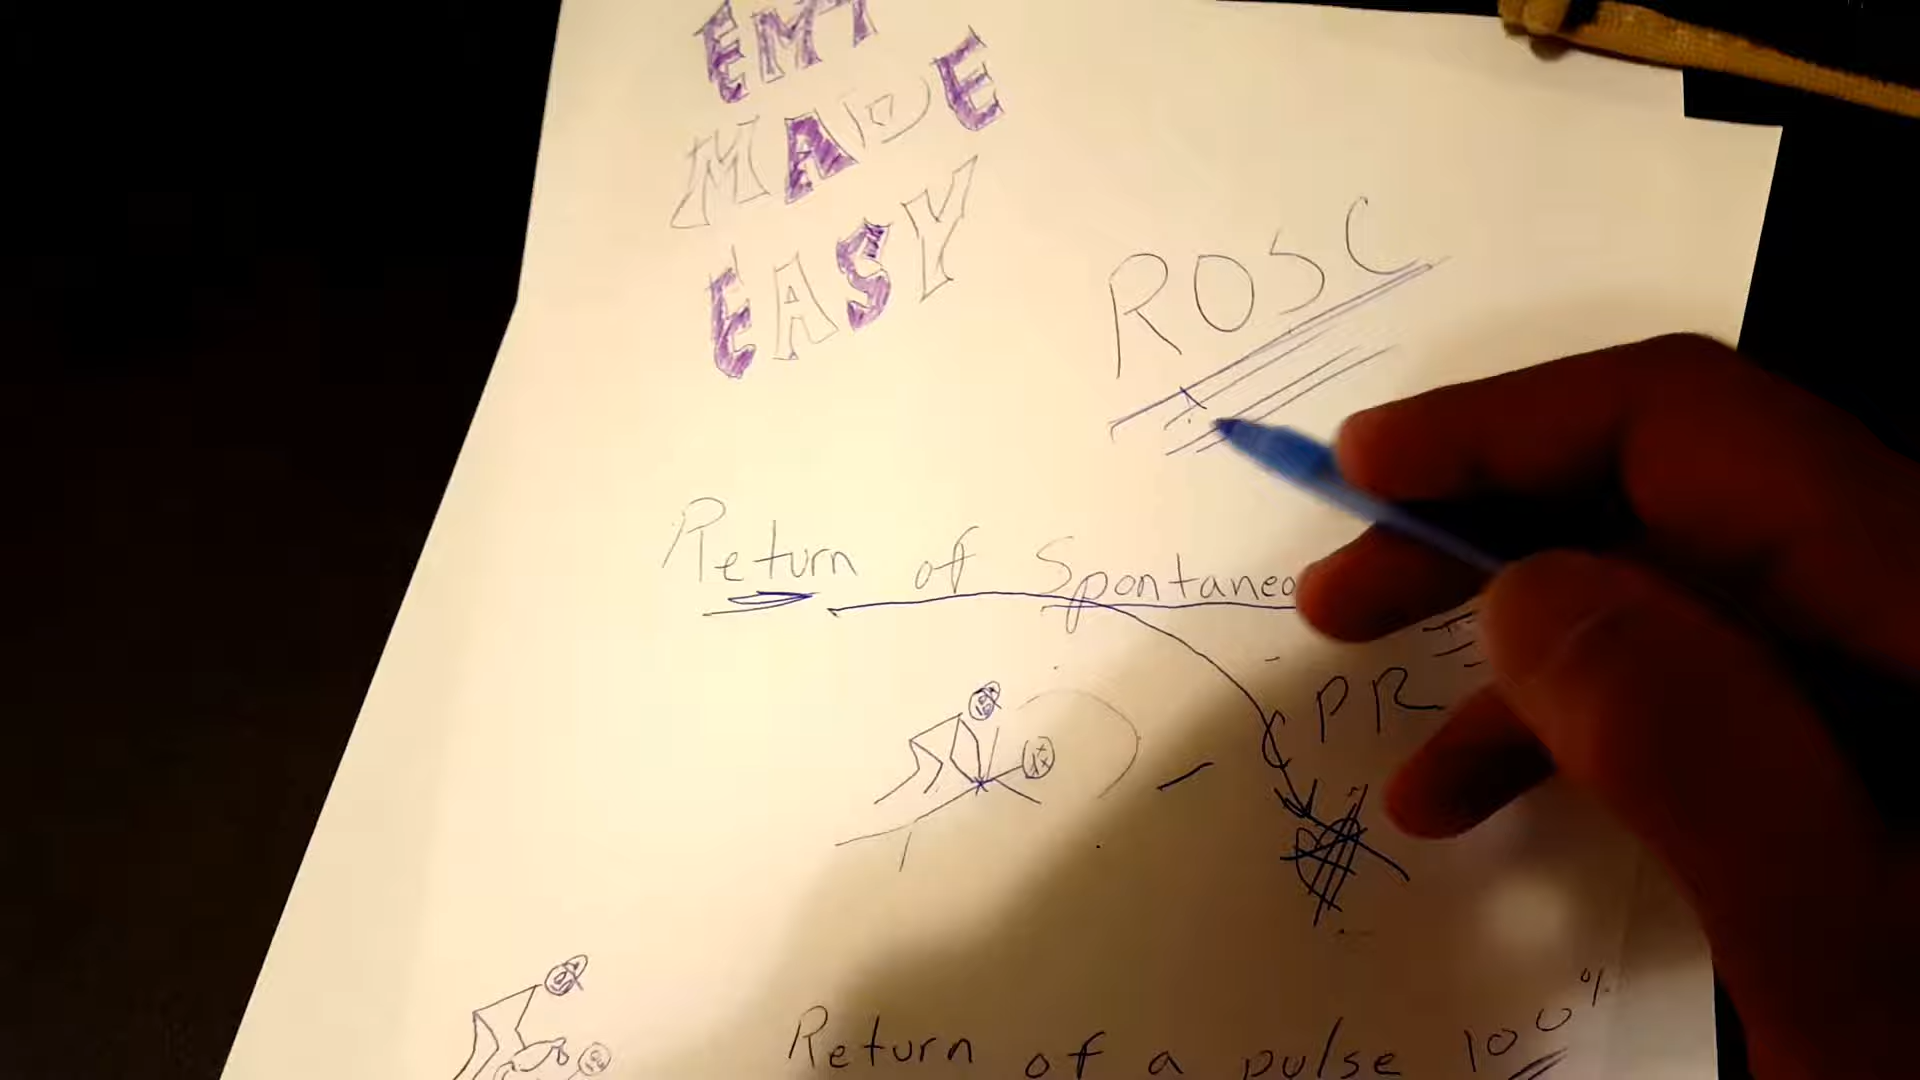 EMT
MADE
EASY
ROSC
Return of Spontaneo
CPR
Return of a pulse 100%